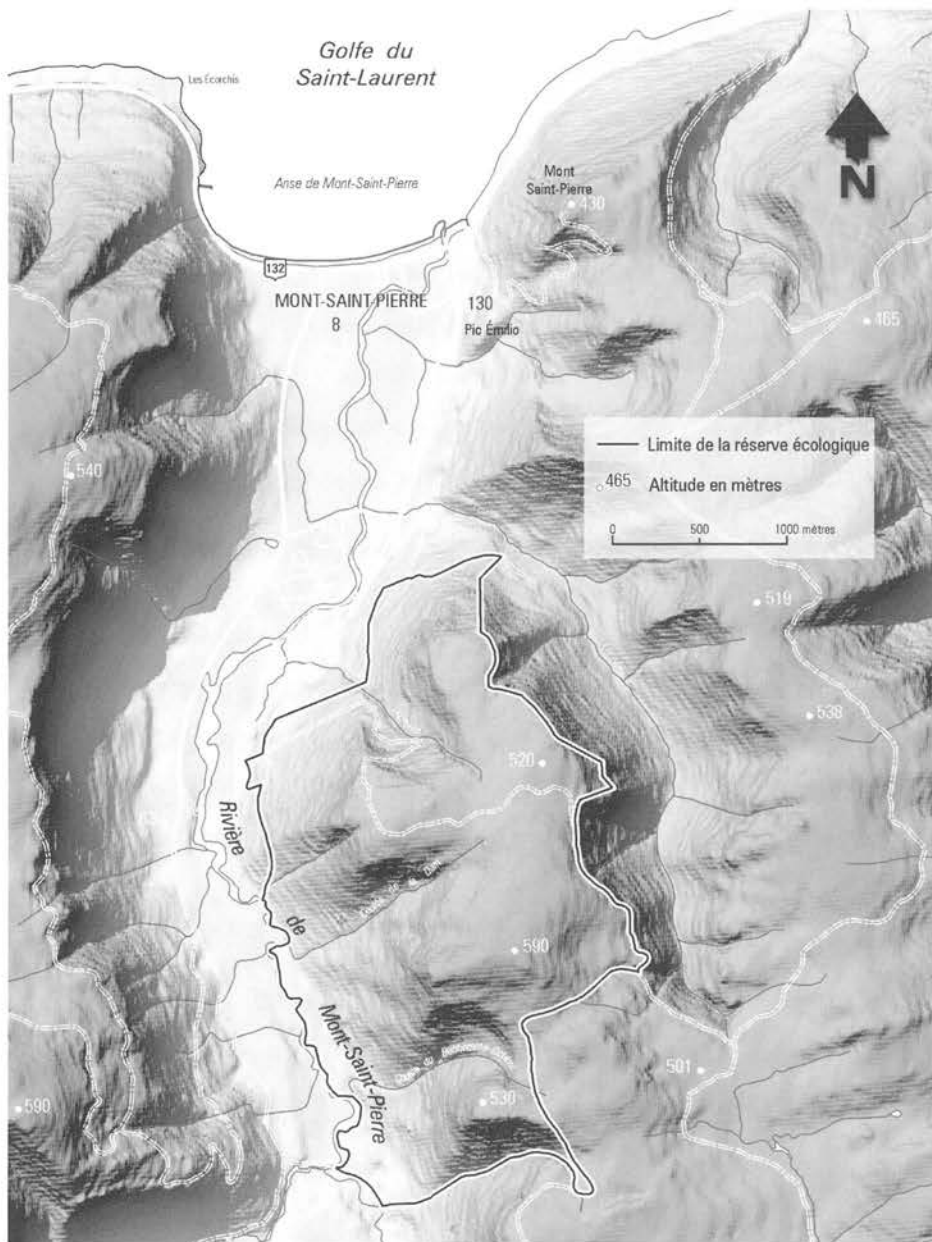 Golfe du
Saint-Laurent
Les Écorchis
Anse de Mont-Saint-Pierre
Mont
Saint-Pierre
430
N
132
MONT-SAINT-PIERRE
8
130
Pic Émilio
465
Limite de la réserve écologique
465 Altitude en mètres
0 500 1000 mètres
540
519
538
520
Rivière
de
Mont-Saint-Pierre
590
501
530
590